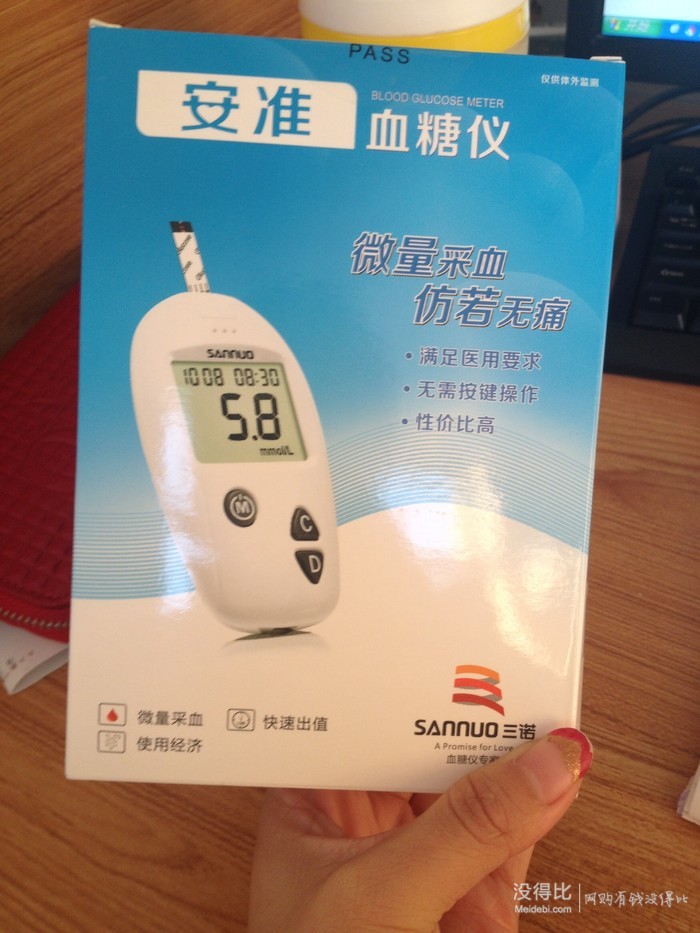 PASS
仅供体外监测
安准
BLOOD GLUCOSE METER
血糖仪
微量采血
仿若无痛
SANNUO
1008 08:30
5.8
mmol/L
M
C
D
• 满足医用要求
• 无需按键操作
• 性价比高
微量采血
快速出值
使用经济
SANNUO 三诺
A Promise for Love
血糖仪专家
开始
没得比
Meidebi.com
网购有钱没得比